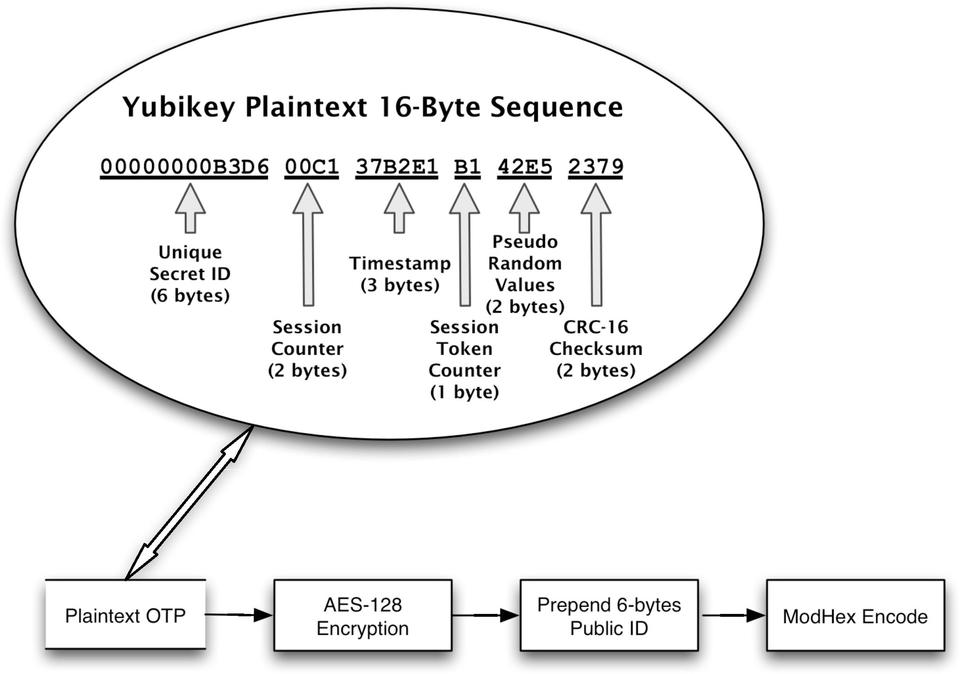 Yubikey Plaintext 16-Byte Sequence
00000000B3D6 00C1 37B2E1 B1 42E5 2379
Unique
Secret ID
(6 bytes)
Session
Counter
(2 bytes)
Timestamp
(3 bytes)
Session
Token
Counter
(1 byte)
Pseudo
Random
Values
(2 bytes)
CRC-16
Checksum
(2 bytes)
Plaintext OTP
AES-128
Encryption
Prepend 6-bytes
Public ID
ModHex Encode